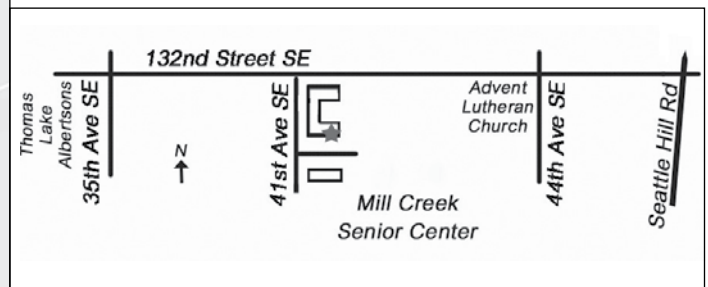 132nd Street SE
Thomas
Lake
Albertsons
35th Ave SE
N
41st Ave SE
Advent
Lutheran
Church
44th Ave SE
Seattle Hill Rd
Mill Creek
Senior Center